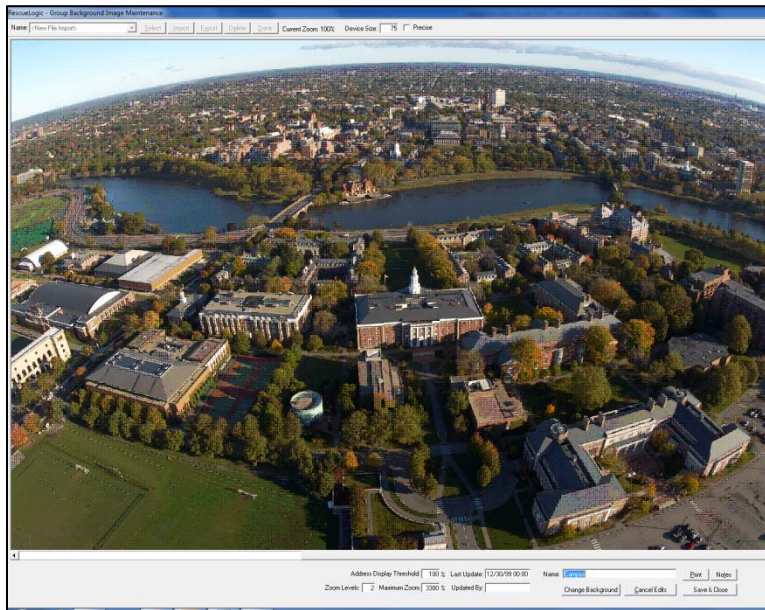 RescueLogic - Group Background Image Maintenance
Name: <New File Import> Select Import Export Delete Done Current Zoom: 100% Device Size: 75 Precise
Address Display Threshold: 100 % Last Update: 12/30/99 00:00 Name: Campus Print Notes
Zoom Levels: 2 Maximum Zoom: 3300 % Updated By: Change Background Cancel Edits Save & Close